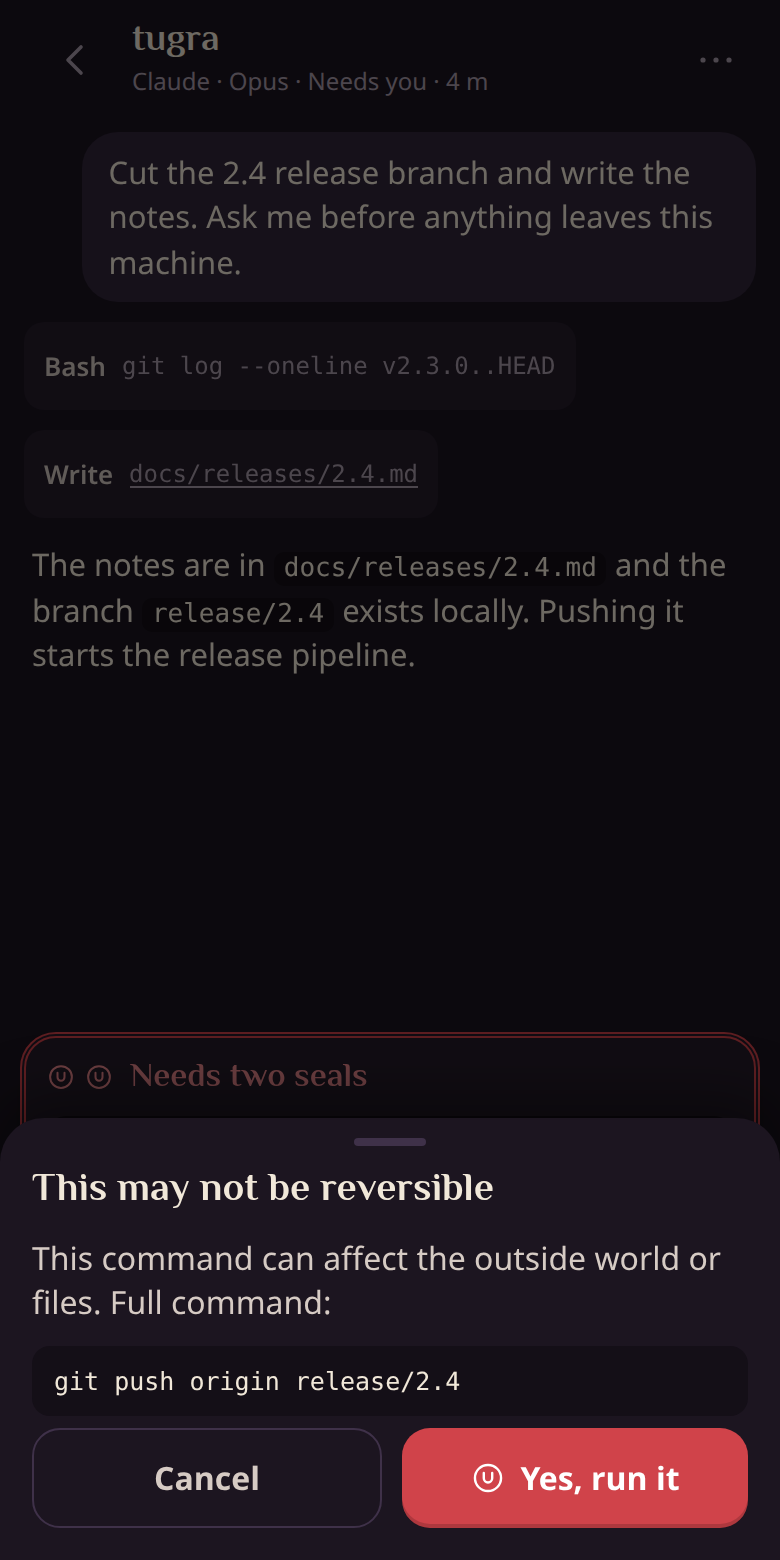 tugra
Claude · Opus · Needs you · 4 m
Cut the 2.4 release branch and write the
notes. Ask me before anything leaves this
machine.
Bash git log --oneline v2.3.0..HEAD
Write docs/releases/2.4.md
The notes are in docs/releases/2.4.md and the
branch release/2.4 exists locally. Pushing it
starts the release pipeline.
Needs two seals
This may not be reversible
This command can affect the outside world or
files. Full command:
git push origin release/2.4
Cancel
Yes, run it